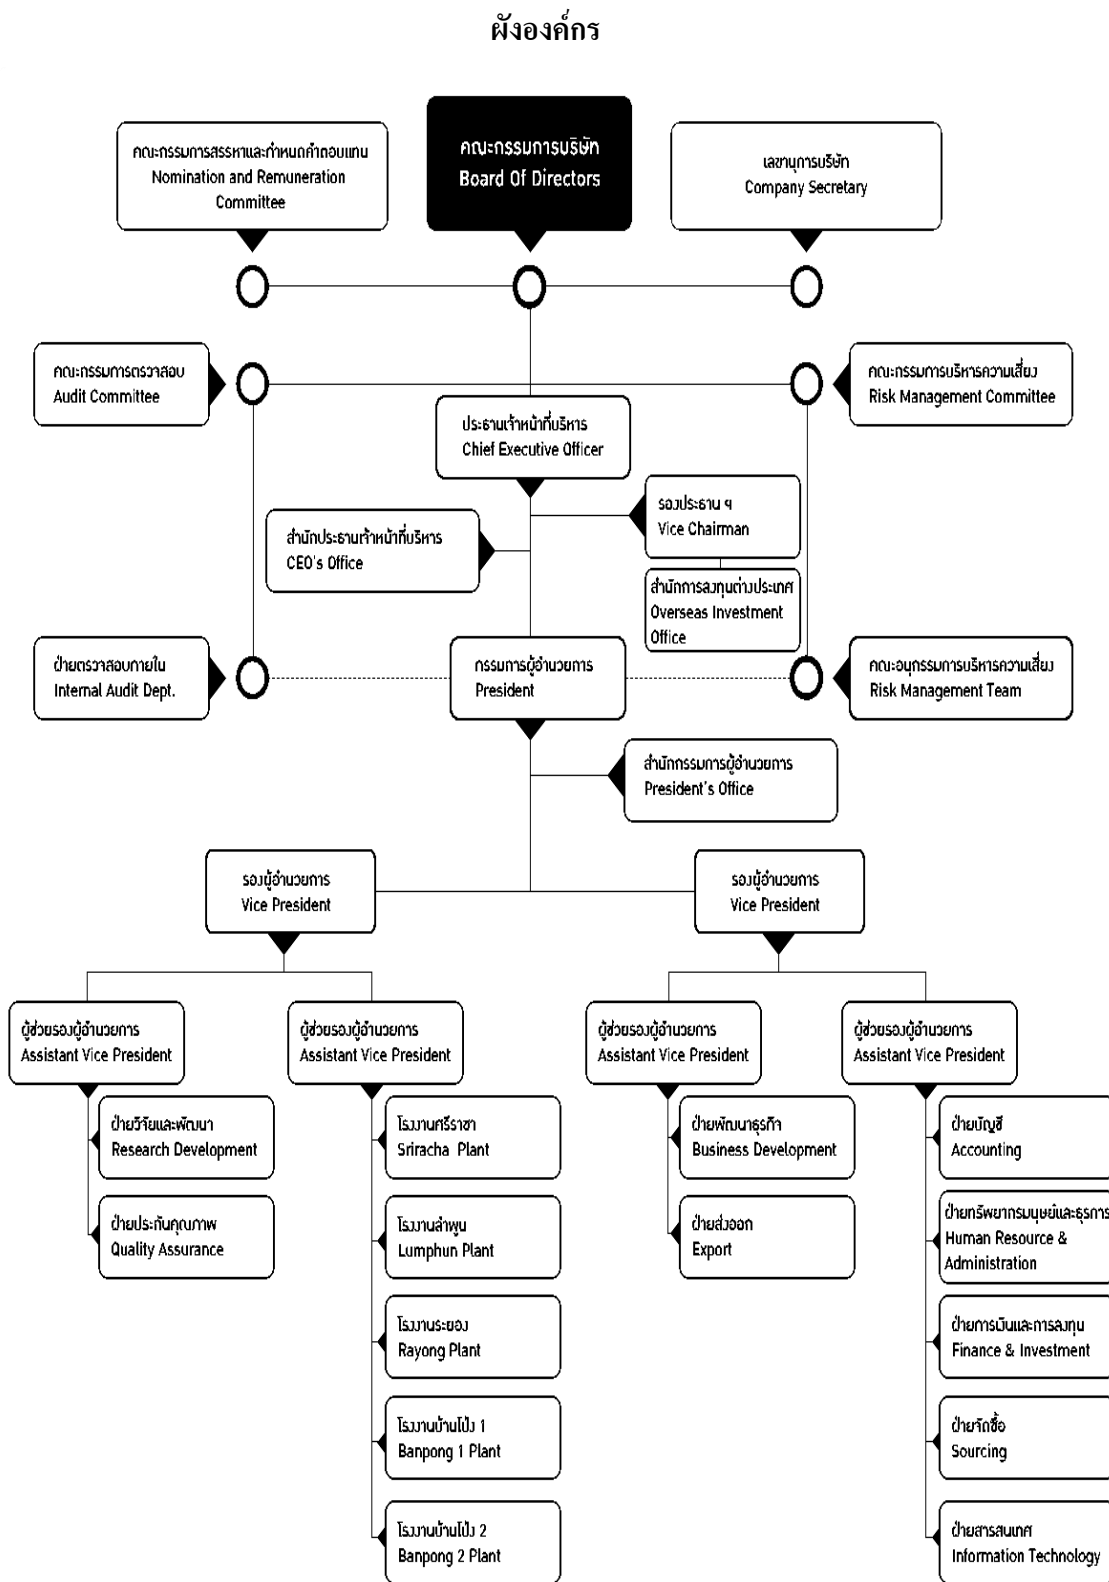 ผังองค์กร
คณะกรรมการสรรหาและกำหนดค่าตอบแทน
Nomination and Remuneration
Committee
คณะกรรมการบริษัท
Board Of Directors
เลขานุการบริษัท
Company Secretary
คณะกรรมการตรวจสอบ
Audit Committee
คณะกรรมการบริหารความเสี่ยง
Risk Management Committee
ประธานเจ้าหน้าที่บริหาร
Chief Executive Officer
รองประธาน ฯ
Vice Chairman
สำนักประธานเจ้าหน้าที่บริหาร
CEO's Office
สำนักการลงทุนต่างประเทศ
Overseas Investment
Office
ฝ่ายตรวจสอบภายใน
Internal Audit Dept.
กรรมการผู้อำนวยการ
President
คณะอนุกรรมการบริหารความเสี่ยง
Risk Management Team
สำนักกรรมการผู้อำนวยการ
President's Office
รองผู้อำนวยการ
Vice President
รองผู้อำนวยการ
Vice President
ผู้ช่วยรองผู้อำนวยการ
Assistant Vice President
ผู้ช่วยรองผู้อำนวยการ
Assistant Vice President
ผู้ช่วยรองผู้อำนวยการ
Assistant Vice President
ผู้ช่วยรองผู้อำนวยการ
Assistant Vice President
ฝ่ายวิจัยและพัฒนา
Research Development
ฝ่ายประกันคุณภาพ
Quality Assurance
โรงงานศรีราชา
Sriracha Plant
โรงงานลำพูน
Lumphun Plant
โรงงานระยอง
Rayong Plant
โรงงานบ้านโป่ง 1
Banpong 1 Plant
โรงงานบ้านโป่ง 2
Banpong 2 Plant
ฝ่ายพัฒนาธุรกิจ
Business Development
ฝ่ายส่งออก
Export
ฝ่ายบัญชี
Accounting
ฝ่ายทรัพยากรมนุษย์และธุรการ
Human Resource &
Administration
ฝ่ายการเงินและการลงทุน
Finance & Investment
ฝ่ายจัดซื้อ
Sourcing
ฝ่ายสารสนเทศ
Information Technology